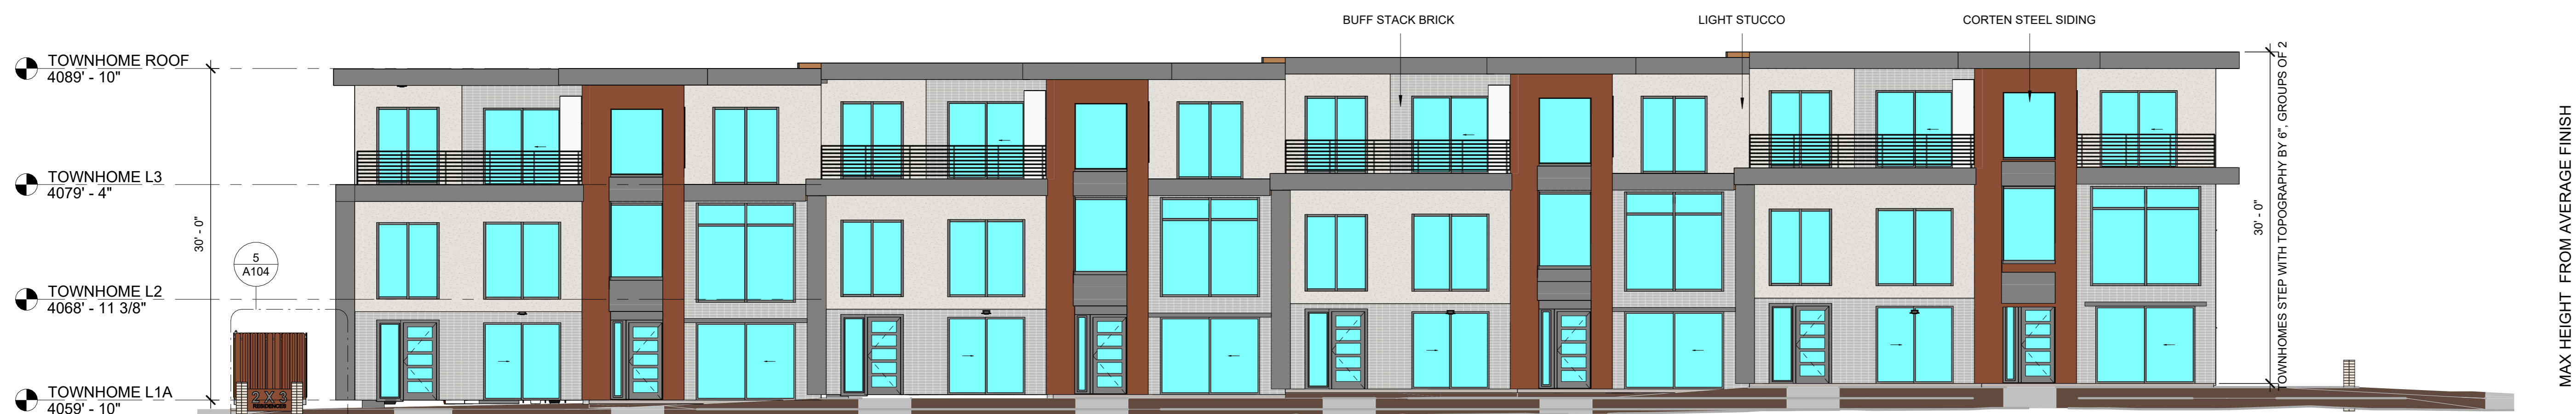 BUFF STACK BRICK
LIGHT STUCCO
CORTEN STEEL SIDING
TOWNHOME ROOF
4089' - 10"
TOWNHOME L3
4079' - 4"
30' - 0"
5
A104
TOWNHOME L2
4068' - 11 3/8"
TOWNHOME L1A
4059' - 10"
2 X 3
RESIDENCES
30' - 0"
TOWNHOMES STEP WITH TOPOGRAPHY BY 6", GROUPS OF 2
MAX HEIGHT FROM AVERAGE FINISH